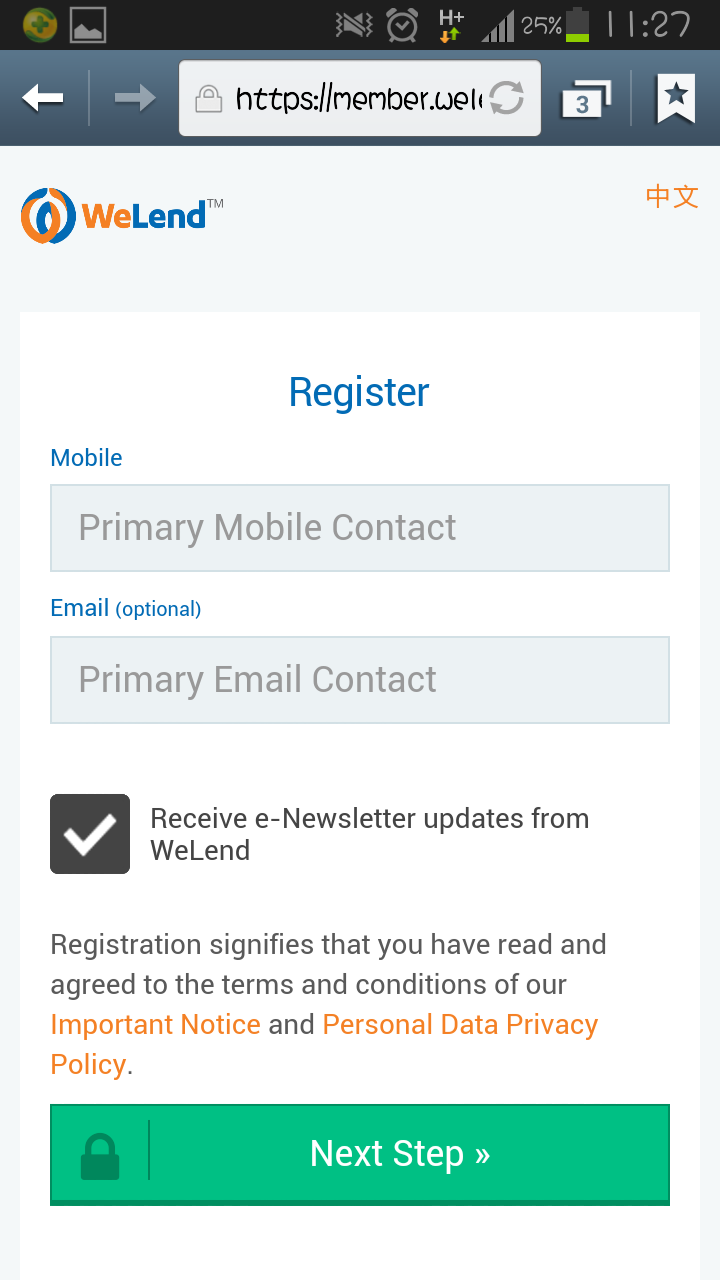 H+ 25% 11:27
https://member.wel
3
WeLend™
中文
Register
Mobile
Primary Mobile Contact
Email (optional)
Primary Email Contact
Receive e-Newsletter updates from
WeLend
Registration signifies that you have read and
agreed to the terms and conditions of our
Important Notice and Personal Data Privacy
Policy.
Next Step »